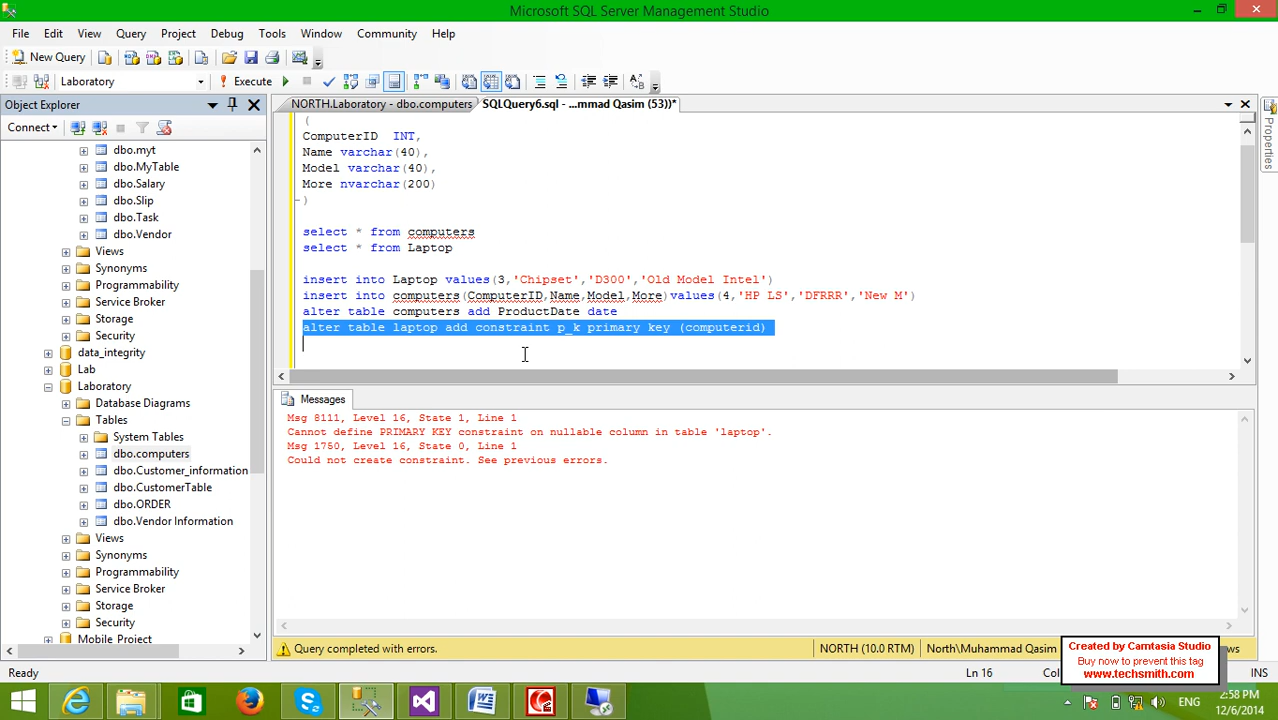 Microsoft SQL Server Management Studio
File Edit View Query Project Debug Tools Window Community Help
New Query
Laboratory
Execute
Object Explorer
NORTH.Laboratory - dbo.computers
SQLQuery6.sql - ...mmad Qasim (53))*
Properties
Connect
dbo.myt
dbo.MyTable
dbo.Salary
dbo.Slip
dbo.Task
dbo.Vendor
Views
Synonyms
Programmability
Service Broker
Storage
Security
data_integrity
Lab
Laboratory
Database Diagrams
Tables
System Tables
dbo.computers
dbo.Customer_information
dbo.CustomerTable
dbo.ORDER
dbo.Vendor Information
Views
Synonyms
Programmability
Service Broker
Storage
Security
Mobile Project
(
ComputerID  INT,
Name varchar(40),
Model varchar(40),
More nvarchar(200)
)
select * from computers
select * from Laptop
insert into Laptop values(3,'Chipset','D300','Old Model Intel')
insert into computers(ComputerID,Name,Model,More)values(4,'HP LS','DFRRR','New M')
alter table computers add ProductDate date
alter table laptop add constraint p_k primary key (computerid)
Messages
Msg 8111, Level 16, State 1, Line 1
Cannot define PRIMARY KEY constraint on nullable column in table 'laptop'.
Msg 1750, Level 16, State 0, Line 1
Could not create constraint. See previous errors.
Query completed with errors.
NORTH (10.0 RTM)
North\Muhammad Qasim
Ready
Ln 16
INS
Created by Camtasia Studio
Buy now to prevent this tag
www.techsmith.com
ENG
2:58 PM
12/6/2014